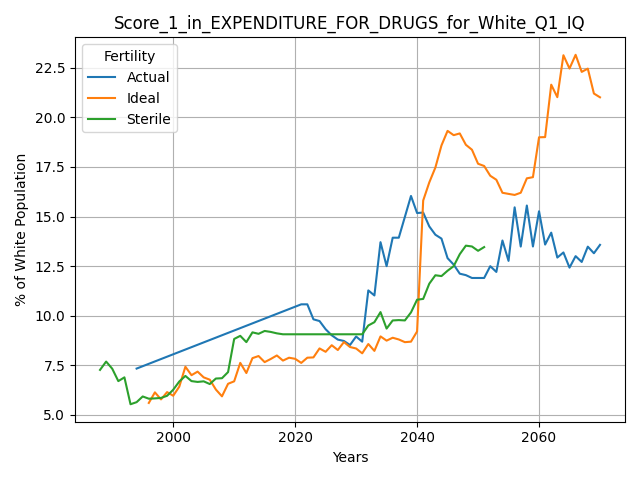 Score_1_in_EXPENDITURE_FOR_DRUGS_for_White_Q1_IQ
Fertility
Actual
Ideal
Sterile
% of White Population
22.5
20.0
17.5
15.0
12.5
10.0
7.5
5.0
2000 2020 2040 2060
Years